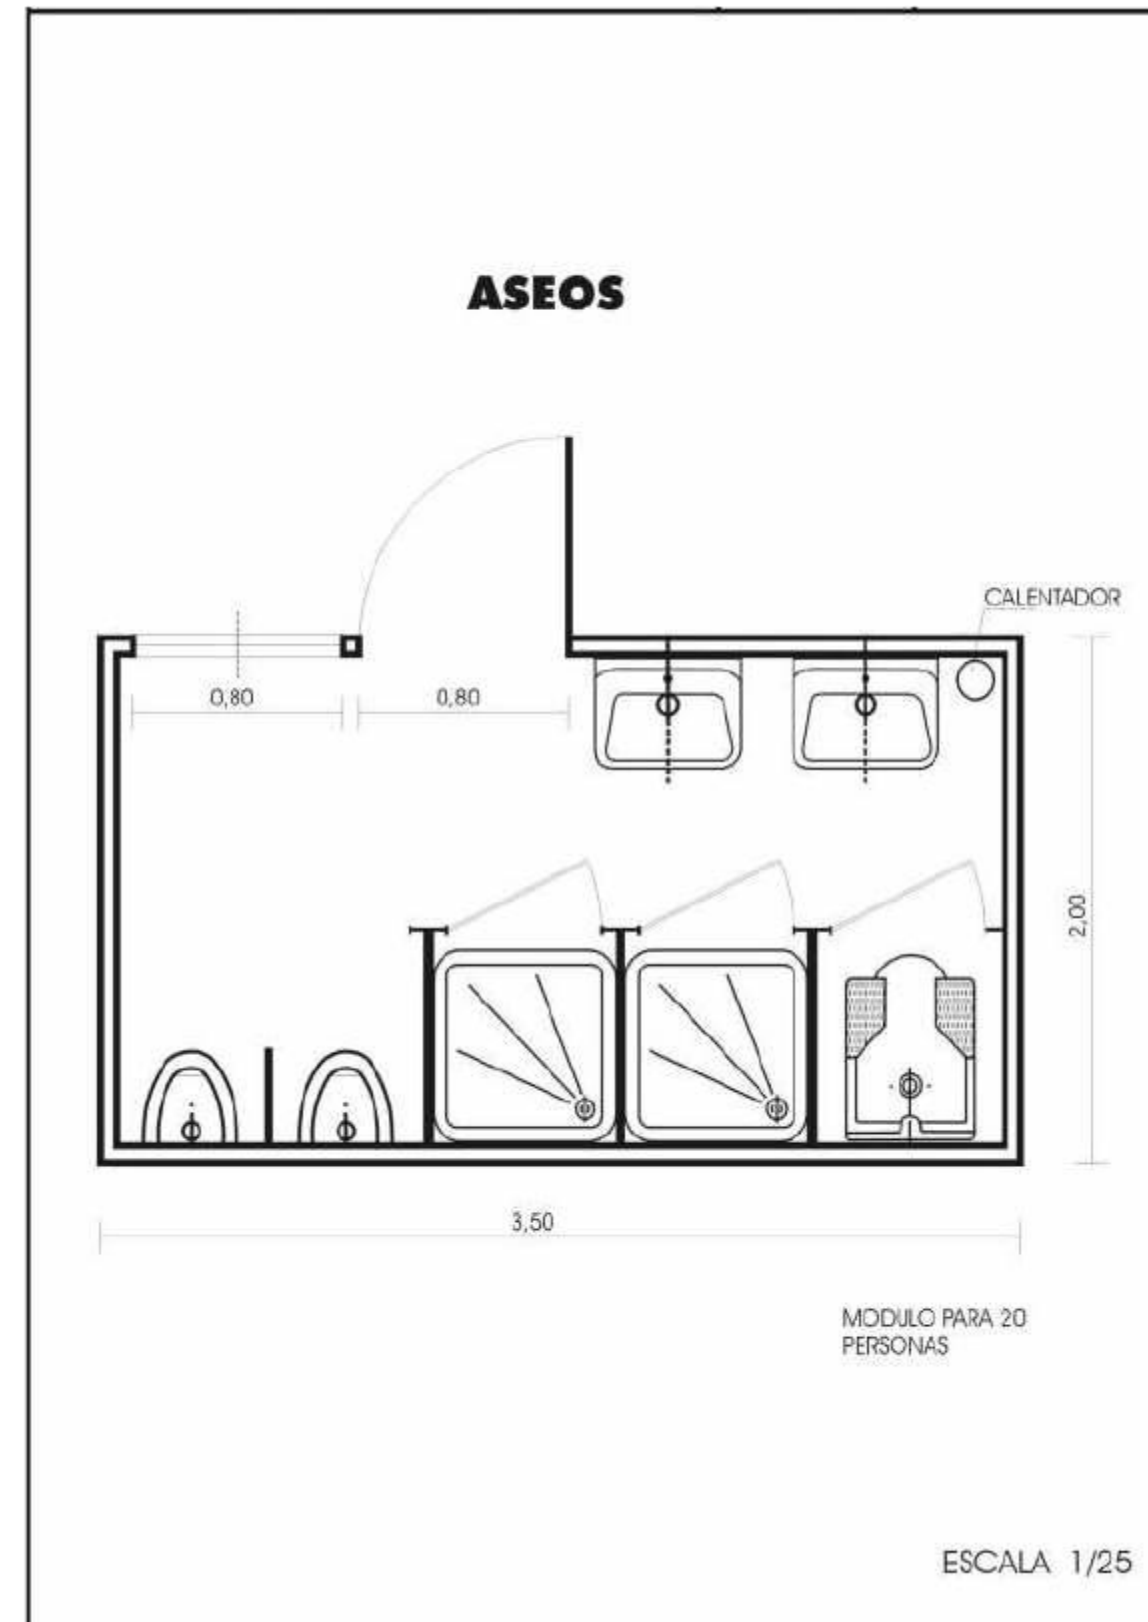 ASEOS
CALENTADOR
0,80
0,80
2,00
3,50
MODULO PARA 20
PERSONAS
ESCALA 1/25